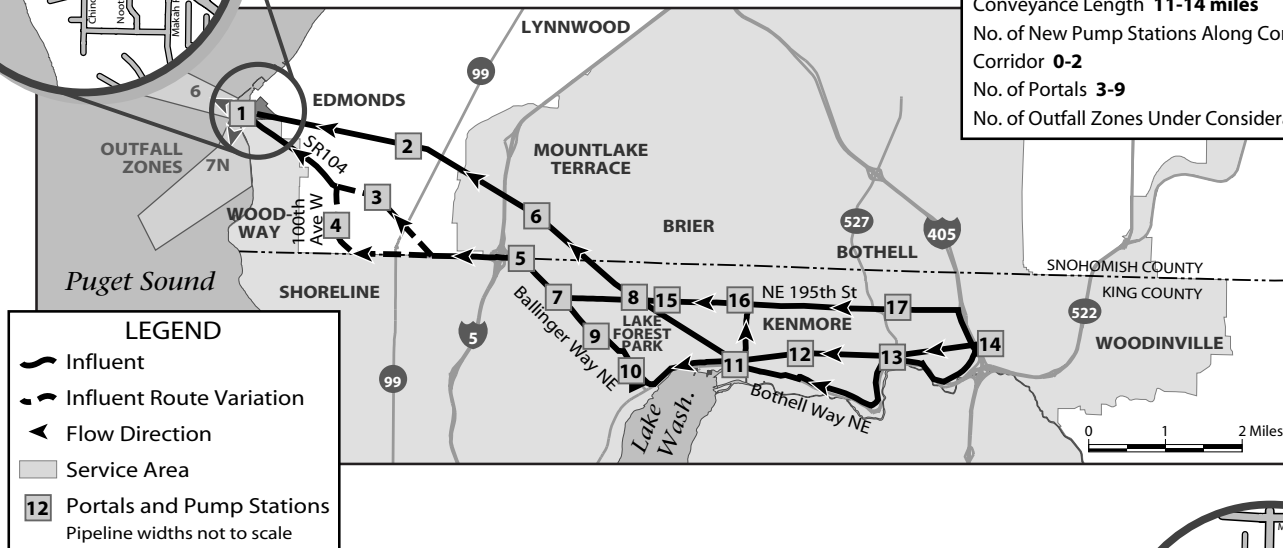 Chino
Noot
Makah
Conveyance Length 11-14 miles
No. of New Pump Stations Along Co
Corridor 0-2
No. of Portals 3-9
No. of Outfall Zones Under Consider
LYNNWOOD
99
6
1
EDMONDS
OUTFALL
ZONES
7N
SR104
2
MOUNTLAKE
TERRACE
3
WOOD-
WAY
100th
Ave W
4
6
BRIER
527
405
BOTHELL
5
SNOHOMISH COUNTY
KING COUNTY
Puget Sound
SHORELINE
7
8
15
16
NE 195th St
17
522
Ballinger Way NE
LAKE
FOREST
PARK
KENMORE
WOODINVILLE
5
9
10
11
12
13
14
99
Bothell Way NE
Lake
Wash.
0 1 2 Miles
LEGEND
Influent
Influent Route Variation
Flow Direction
Service Area
12 Portals and Pump Stations
Pipeline widths not to scale